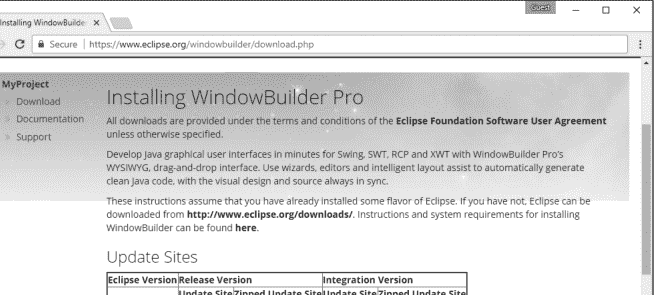 Guest
Installing WindowBuilder
Secure | https://www.eclipse.org/windowbuilder/download.php
MyProject
Download
Documentation
Support
Installing WindowBuilder Pro
All downloads are provided under the terms and conditions of the Eclipse Foundation Software User Agreement
unless otherwise specified.
Develop Java graphical user interfaces in minutes for Swing, SWT, RCP and XWT with WindowBuilder Pro's
WYSIWYG, drag-and-drop interface. Use wizards, editors and intelligent layout assist to automatically generate
clean Java code, with the visual design and source always in sync.
These instructions assume that you have already installed some flavor of Eclipse. If you have not, Eclipse can be
downloaded from http://www.eclipse.org/downloads/. Instructions and system requirements for installing
WindowBuilder can be found here.
Update Sites
Eclipse Version Release Version Integration Version
Update Site Zipped Update Site Update Site Zipped Update Site